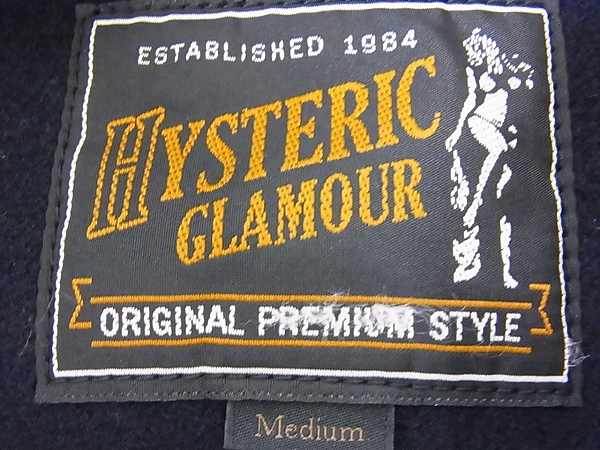 ESTABLISHED 1984
HYSTERIC
GLAMOUR
ORIGINAL PREMIUM STYLE
Medium